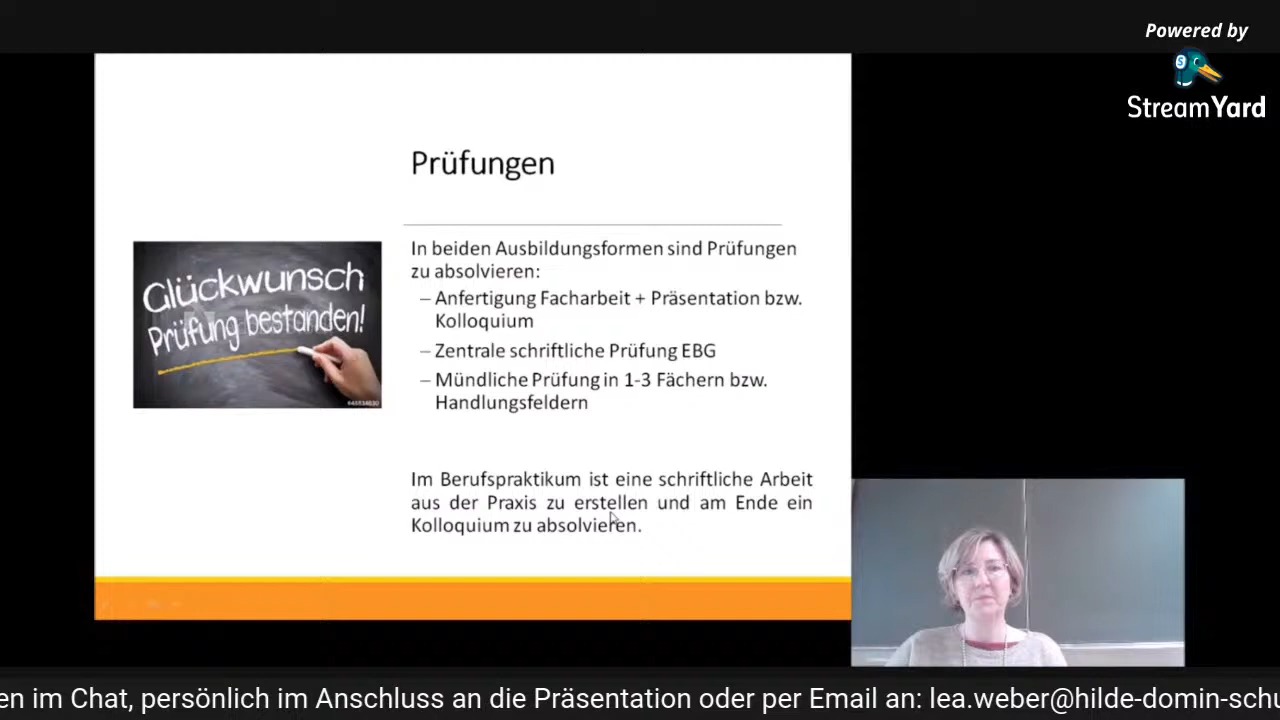 Powered by
StreamYard
Prüfungen
In beiden Ausbildungsformen sind Prüfungen
zu absolvieren:
– Anfertigung Facharbeit + Präsentation bzw.
Kolloquium
– Zentrale schriftliche Prüfung EBG
– Mündliche Prüfung in 1-3 Fächern bzw.
Handlungsfeldern
Im Berufspraktikum ist eine schriftliche Arbeit
aus der Praxis zu erstellen und am Ende ein
Kolloquium zu absolvieren.
Glückwunsch
Prüfung bestanden!
en im Chat, persönlich im Anschluss an die Präsentation oder per Email an: lea.weber@hilde-domin-schu